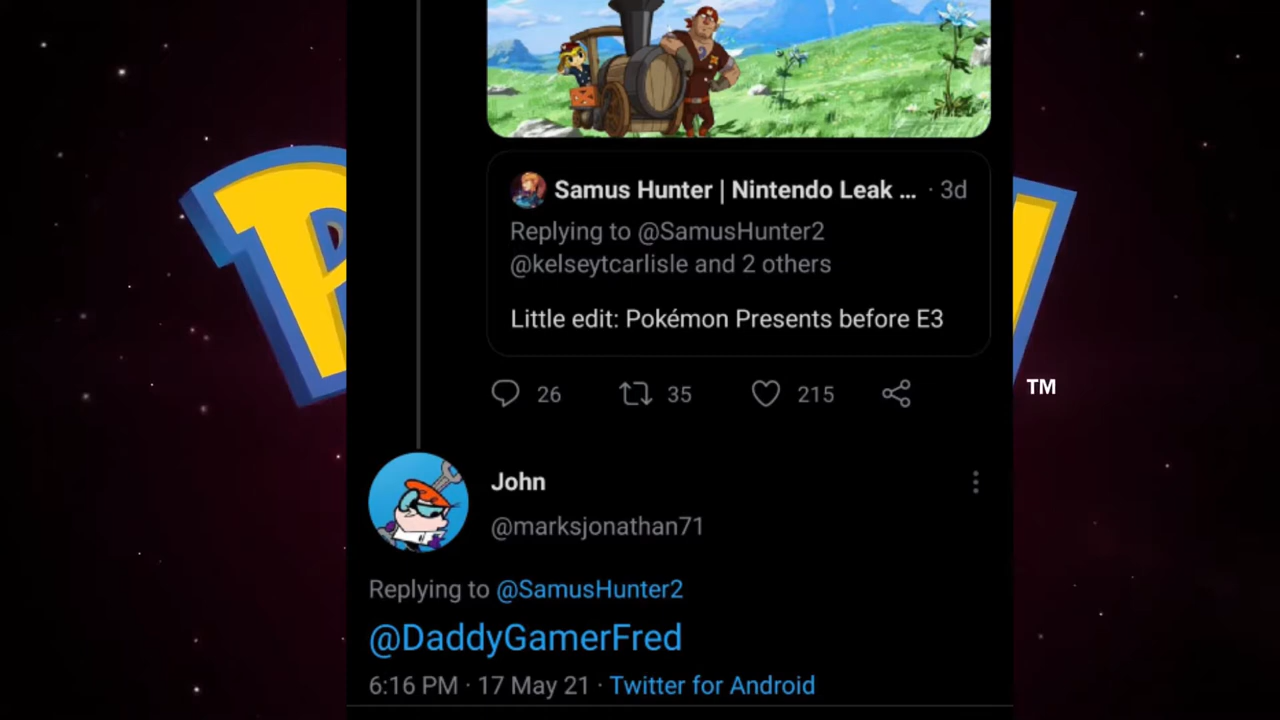 Samus Hunter | Nintendo Leak ... · 3d
Replying to @SamusHunter2
@kelseytcarlisle and 2 others
Little edit: Pokémon Presents before E3
26 35 215
TM
John
@marksjonathan71
Replying to @SamusHunter2
@DaddyGamerFred
6:16 PM · 17 May 21 · Twitter for Android